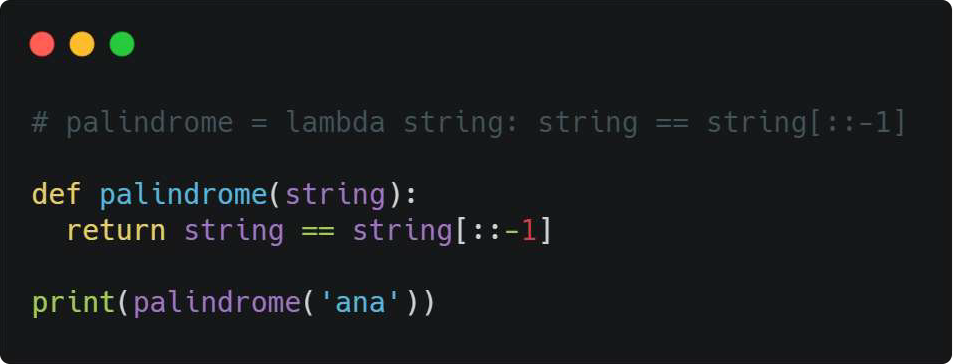 # palindrome = lambda string: string == string[::-1]
def palindrome(string):
  return string == string[::-1]
print(palindrome('ana'))